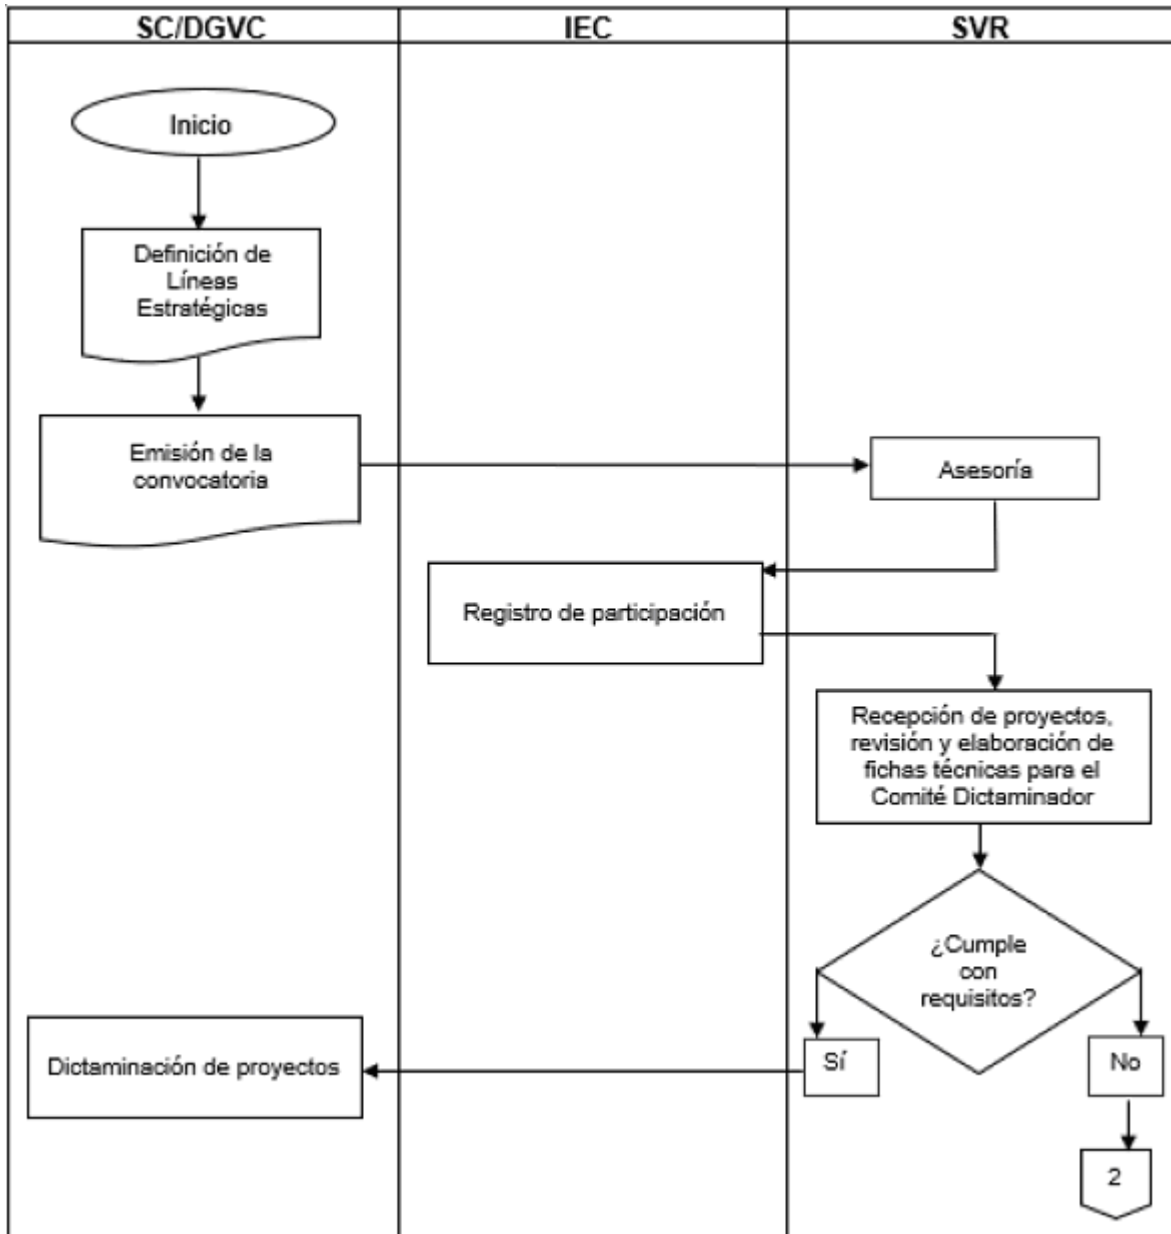 SC/DGVC
IEC
SVR
Inicio
Definición de
Líneas
Estratégicas
Emisión de la
convocatoria
Asesoría
Registro de participación
Recepción de proyectos,
revisión y elaboración de
fichas técnicas para el
Comité Dictaminador
¿Cumple
con
requisitos?
Sí
No
Dictaminación de proyectos
2